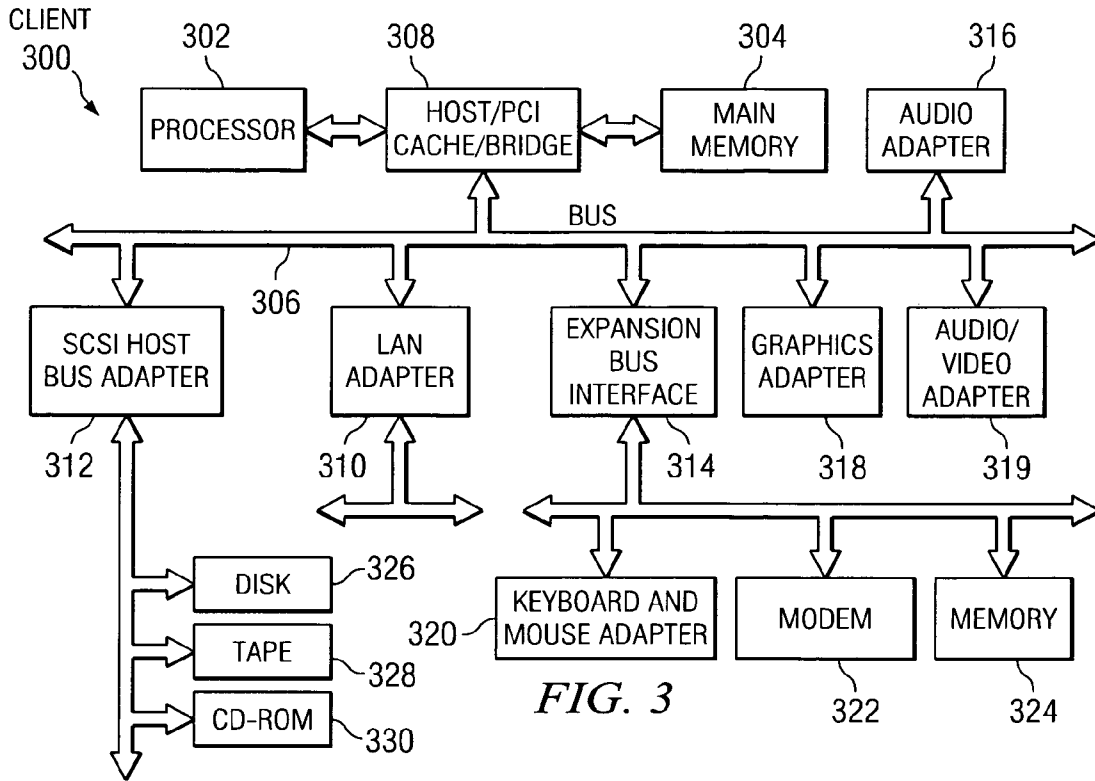 CLIENT
300
302
308
304
316
PROCESSOR
HOST/PCI
CACHE/BRIDGE
MAIN
MEMORY
AUDIO
ADAPTER
BUS
306
SCSI HOST
BUS ADAPTER
LAN
ADAPTER
EXPANSION
BUS
INTERFACE
GRAPHICS
ADAPTER
AUDIO/
VIDEO
ADAPTER
312
310
314
318
319
DISK
326
TAPE
328
CD-ROM
330
320
KEYBOARD AND
MOUSE ADAPTER
MODEM
MEMORY
322
324
FIG. 3